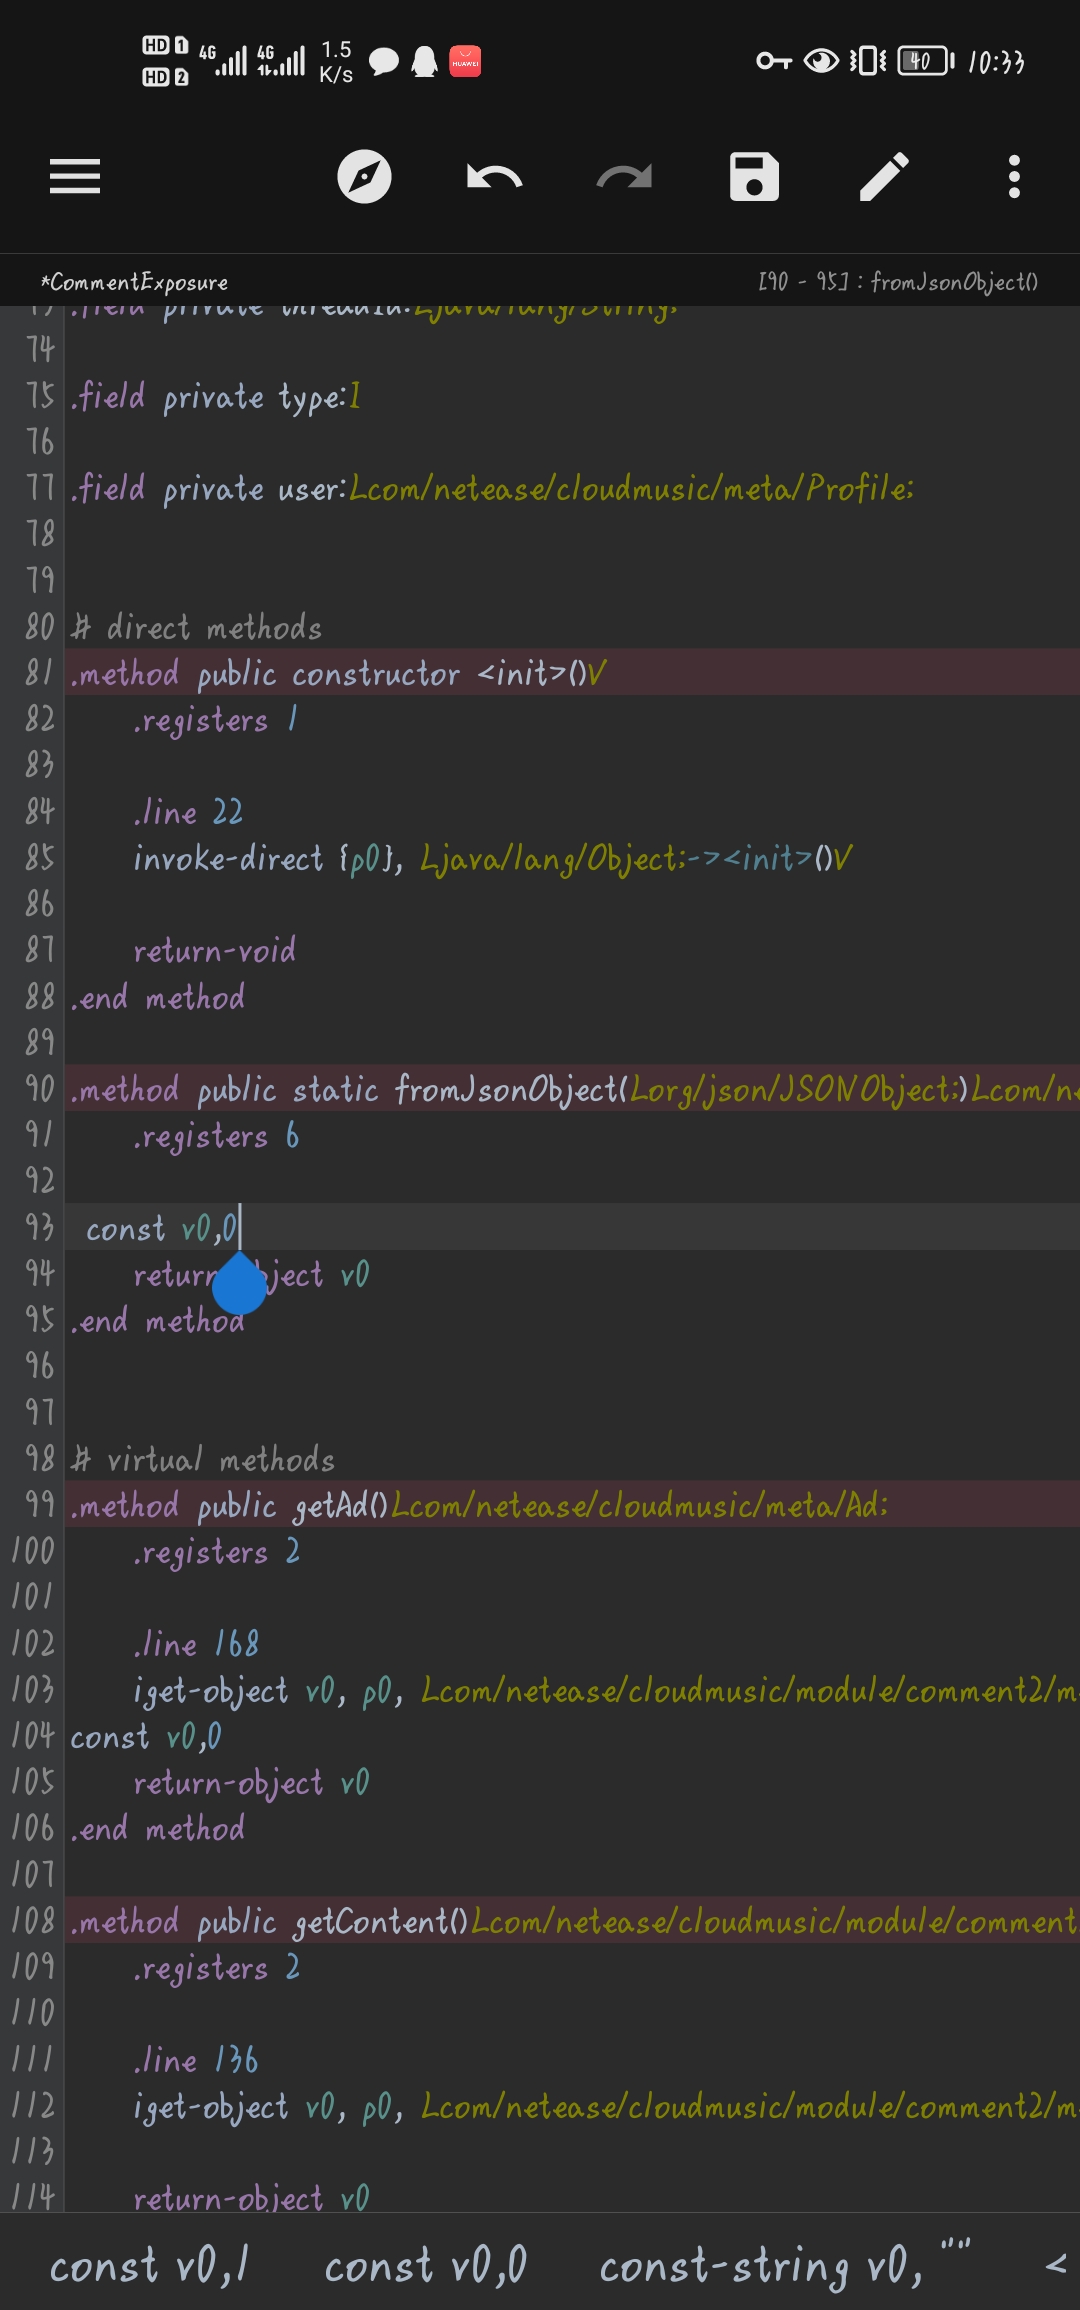 HD 1 4G 4G 1.5 40 10:33
HD 2 K/s HUAWEI
*CommentExposure [90 - 95] : fromJsonObject()
73 .field private threadId:Ljava/lang/String;
74
75 .field private type:I
76
77 .field private user:Lcom/netease/cloudmusic/meta/Profile;
78
79
80 # direct methods
81 .method public constructor <init>()V
82 .registers 1
83
84 .line 22
85 invoke-direct {p0}, Ljava/lang/Object;-><init>()V
86
87 return-void
88 .end method
89
90 .method public static fromJsonObject(Lorg/json/JSONObject;)Lcom/ne
91 .registers 6
92
93 const v0,0
94 return-object v0
95 .end method
96
97
98 # virtual methods
99 .method public getAd()Lcom/netease/cloudmusic/meta/Ad;
100 .registers 2
101
102 .line 168
103 iget-object v0, p0, Lcom/netease/cloudmusic/module/comment2/m
104 const v0,0
105 return-object v0
106 .end method
107
108 .method public getContent()Lcom/netease/cloudmusic/module/comment
109 .registers 2
110
111 .line 136
112 iget-object v0, p0, Lcom/netease/cloudmusic/module/comment2/m
113
114 return-object v0
const v0,1 const v0,0 const-string v0, "" <